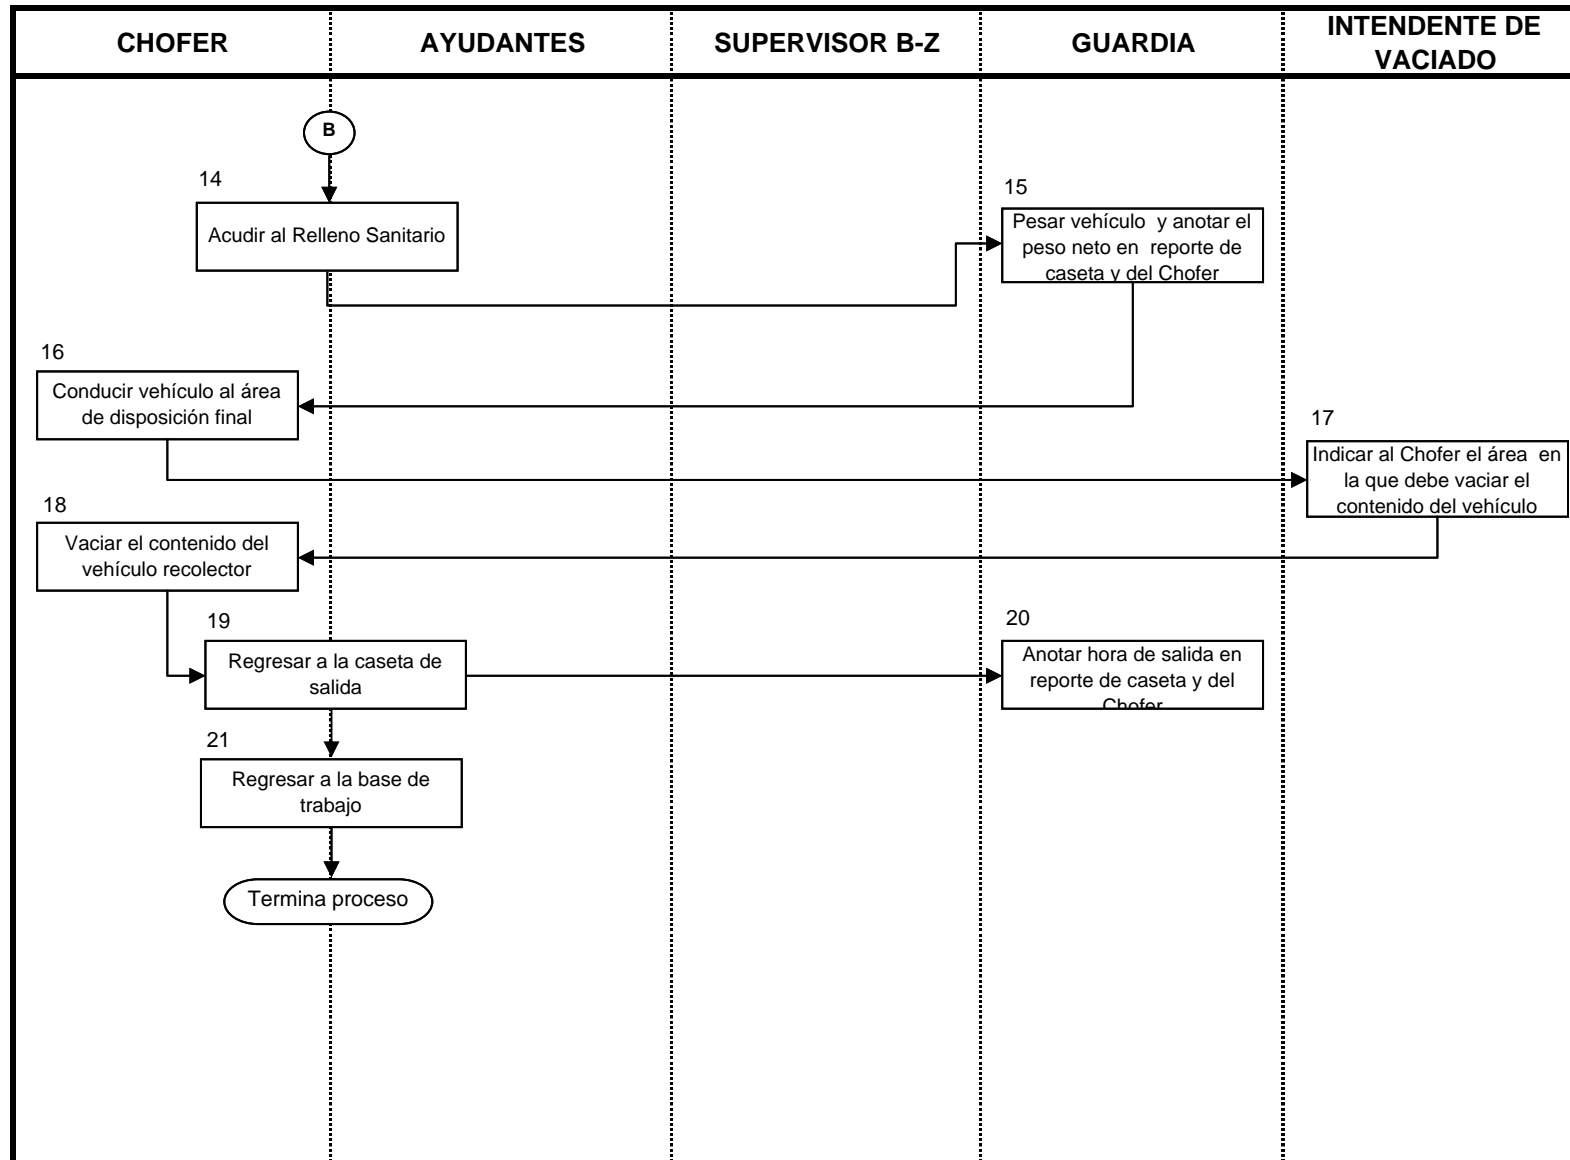 CHOFER
AYUDANTES
SUPERVISOR B-Z
GUARDIA
INTENDENTE DE
VACIADO
B
14
Acudir al Relleno Sanitario
15
Pesar vehículo y anotar el
peso neto en reporte de
caseta y del Chofer
16
Conducir vehículo al área
de disposición final
17
Indicar al Chofer el área en
la que debe vaciar el
contenido del vehículo
18
Vaciar el contenido del
vehículo recolector
19
Regresar a la caseta de
salida
20
Anotar hora de salida en
reporte de caseta y del
Chofer
21
Regresar a la base de
trabajo
Termina proceso